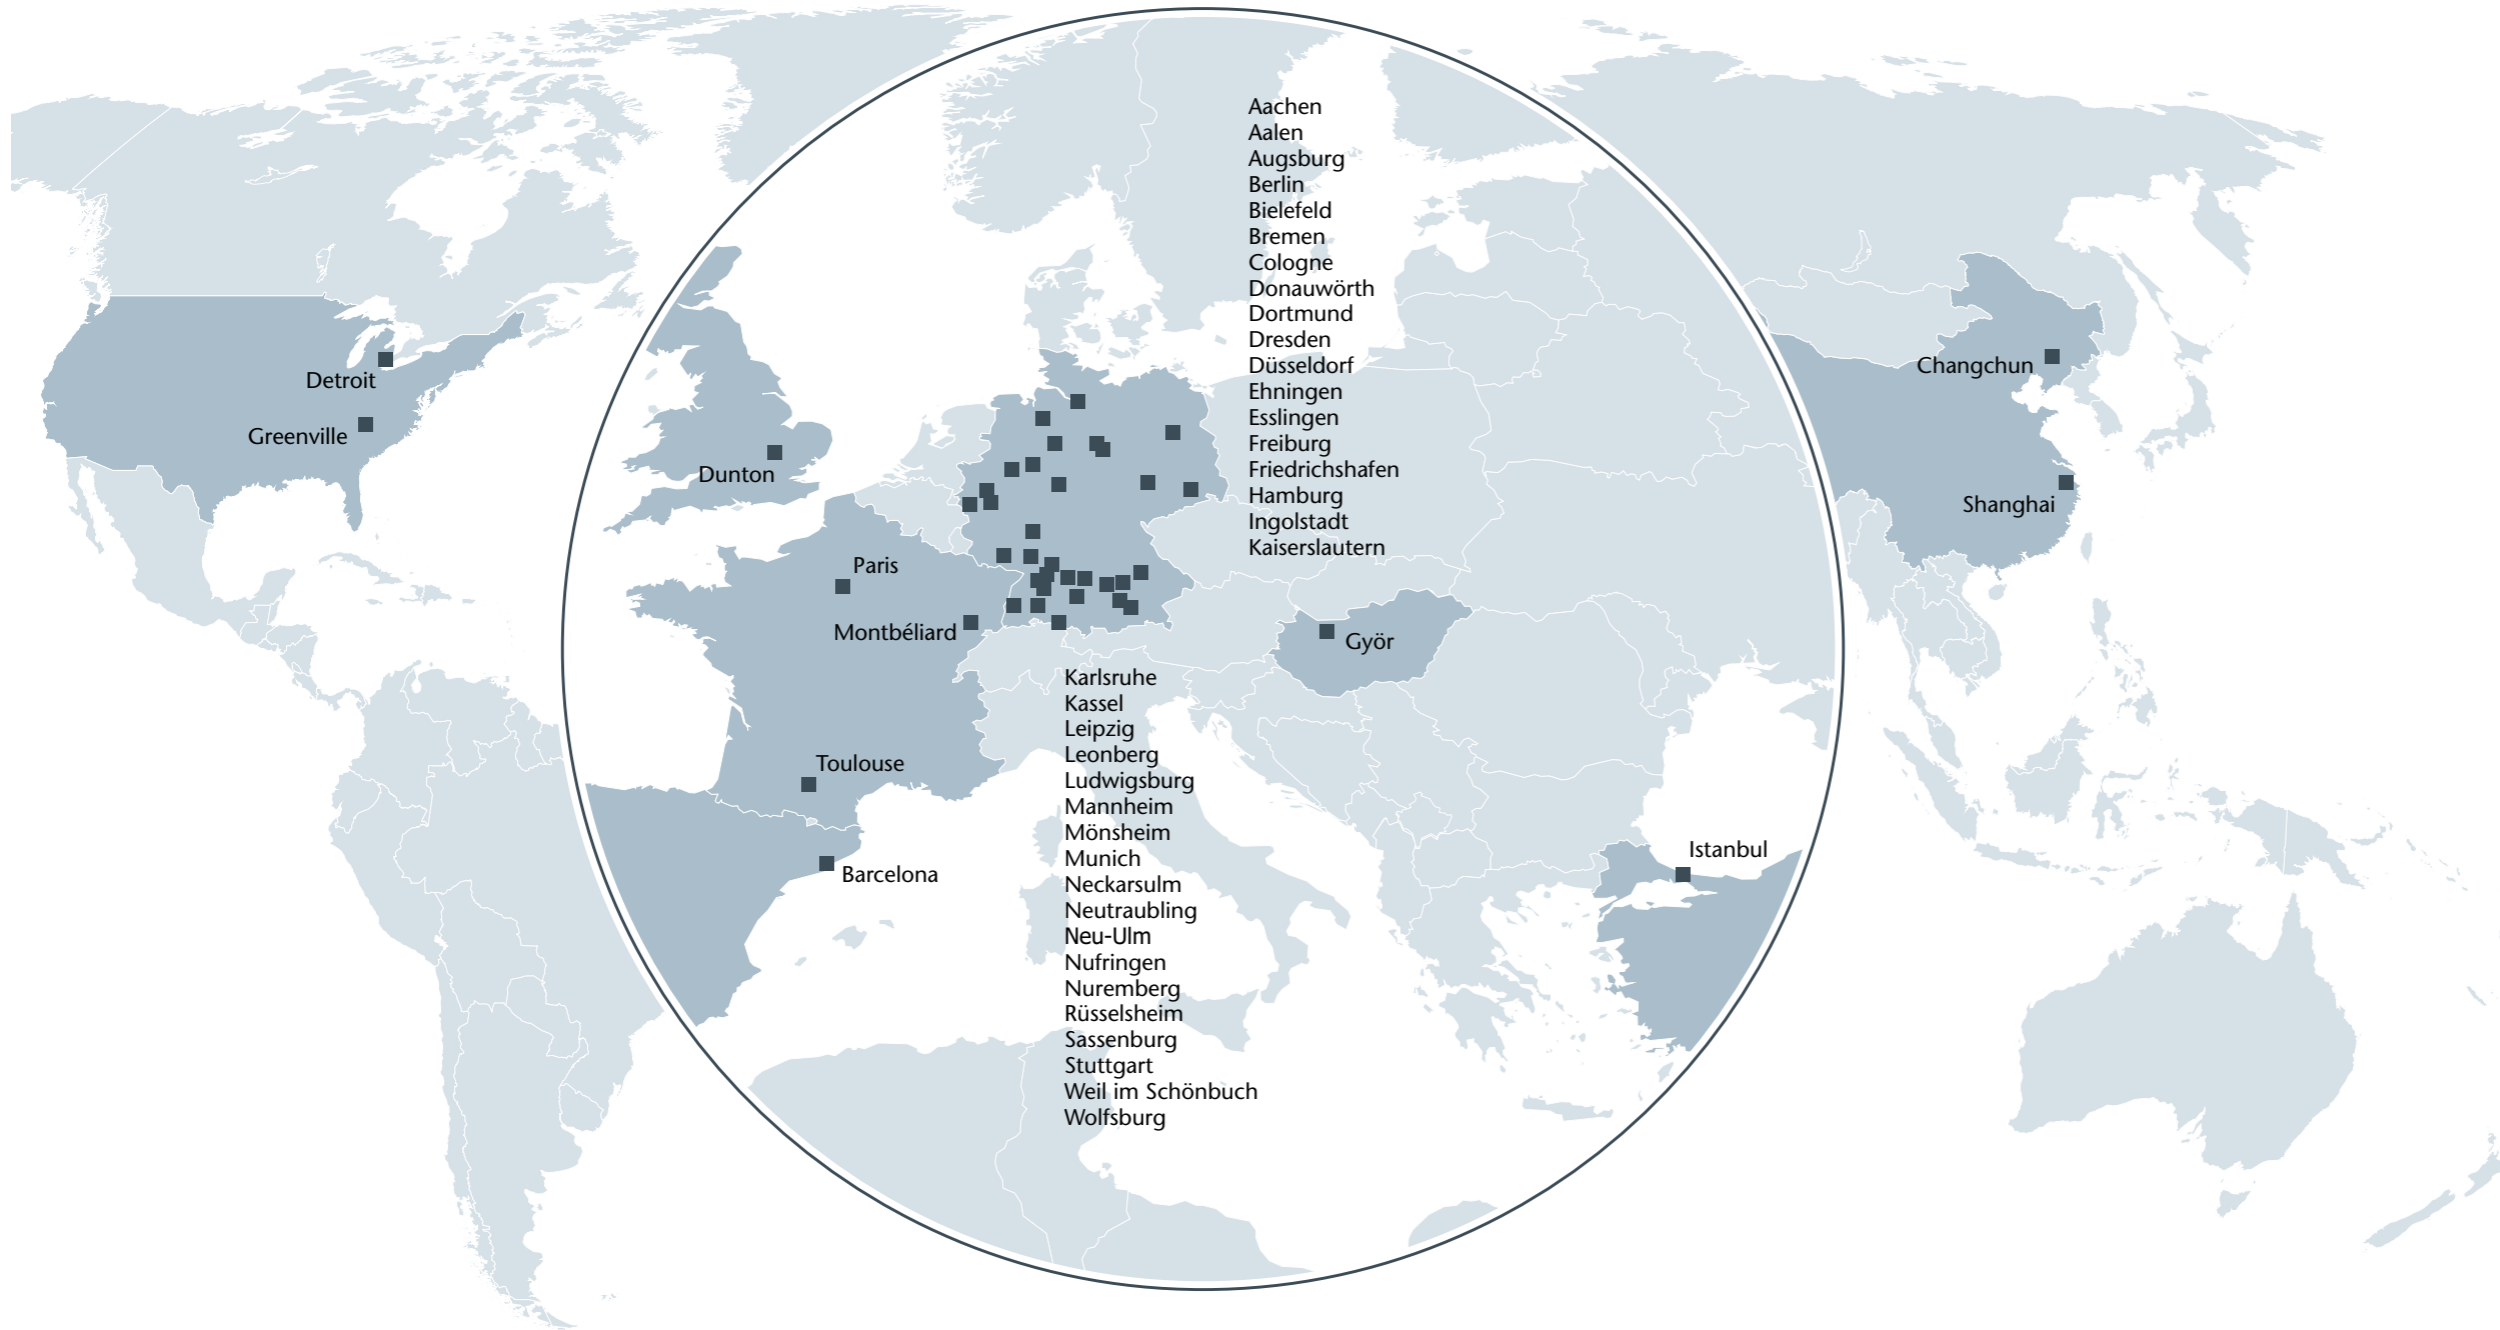 Detroit
Greenville
Dunton
Paris
Montbéliard
Toulouse
Barcelona
Aachen
Aalen
Augsburg
Berlin
Bielefeld
Bremen
Cologne
Donauwörth
Dortmund
Dresden
Düsseldorf
Ehningen
Esslingen
Freiburg
Friedrichshafen
Hamburg
Ingolstadt
Kaiserslautern
Karlsruhe
Kassel
Leipzig
Leonberg
Ludwigsburg
Mannheim
Mönsheim
Munich
Neckarsulm
Neutraubling
Neu-Ulm
Nufringen
Nuremberg
Rüsselsheim
Sassenburg
Stuttgart
Weil im Schönbuch
Wolfsburg
Györ
Istanbul
Changchun
Shanghai